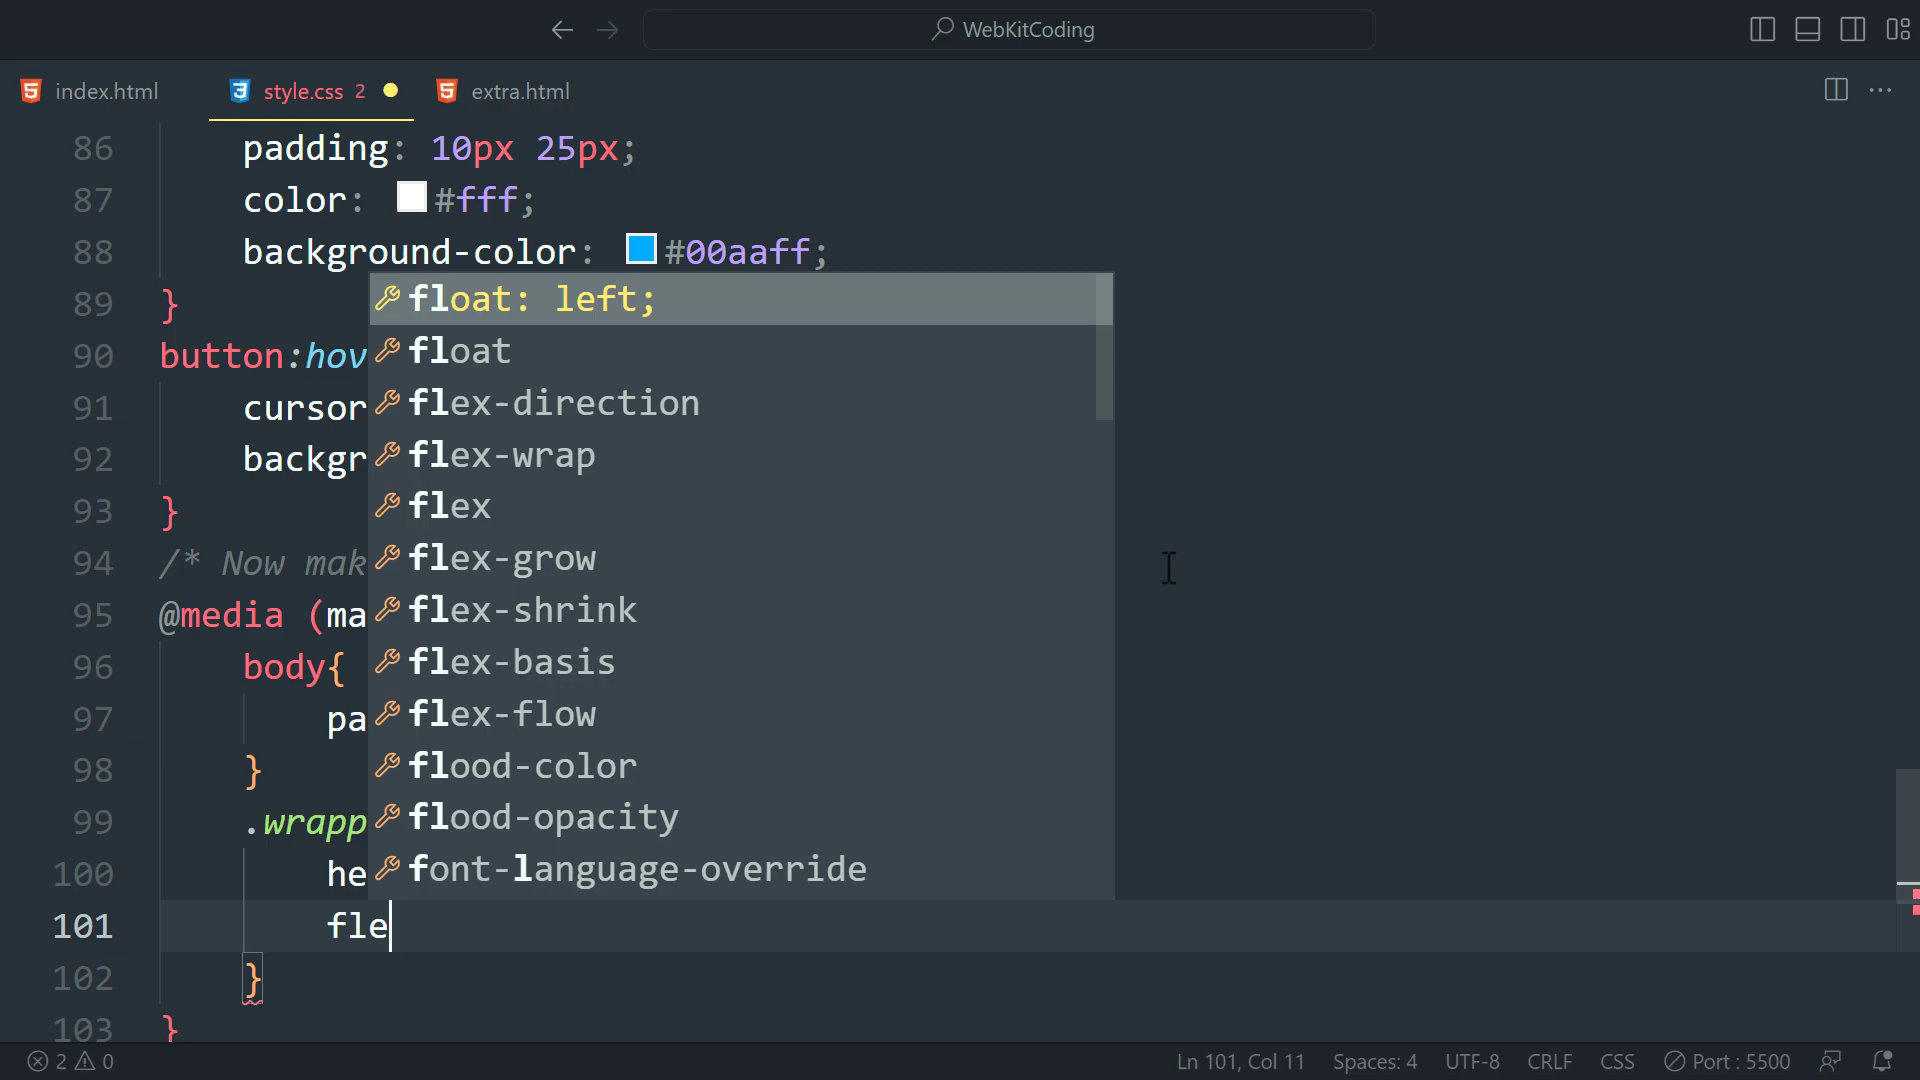 WebKitCoding
index.html
style.css 2
extra.html
86 padding: 10px 25px;
87 color: #fff;
88 background-color: #00aaff;
89 }
90 button:hov
91 cursor
92 backgr
93 }
94 /* Now mak
95 @media (ma
96 body{
97 pa
98 }
99 .wrapp
100 he
101 fle
102 }
103 }
float: left;
float
flex-direction
flex-wrap
flex
flex-grow
flex-shrink
flex-basis
flex-flow
flood-color
flood-opacity
font-language-override
2 0
Ln 101, Col 11 Spaces: 4 UTF-8 CRLF CSS Port : 5500